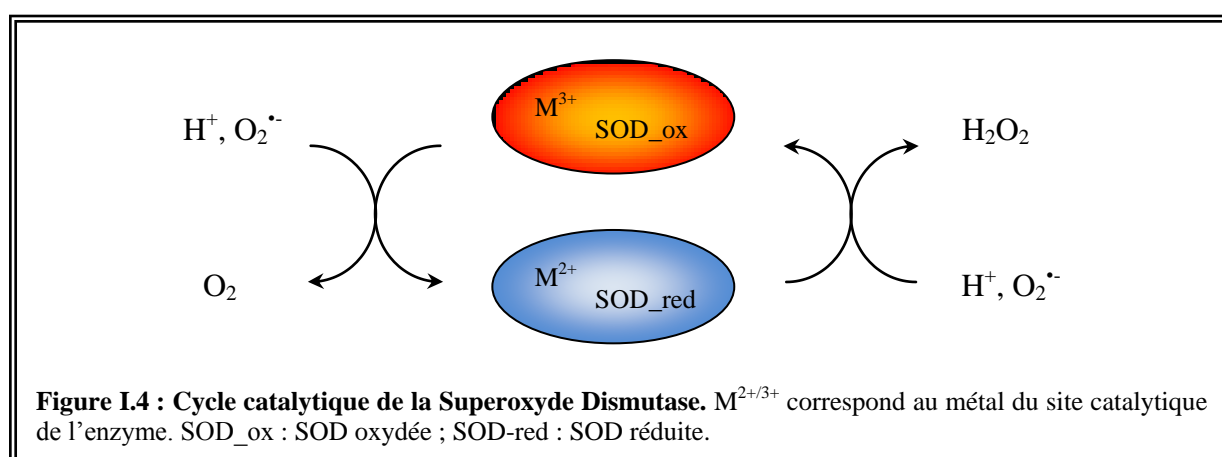 M³⁺
H⁺, O₂•⁻
SOD_ox
H₂O₂
M²⁺
O₂
SOD_red
H⁺, O₂•⁻
Figure I.4 : Cycle catalytique de la Superoxyde Dismutase. M²⁺/³⁺ correspond au métal du site catalytique
de l’enzyme. SOD_ox : SOD oxydée ; SOD-red : SOD réduite.